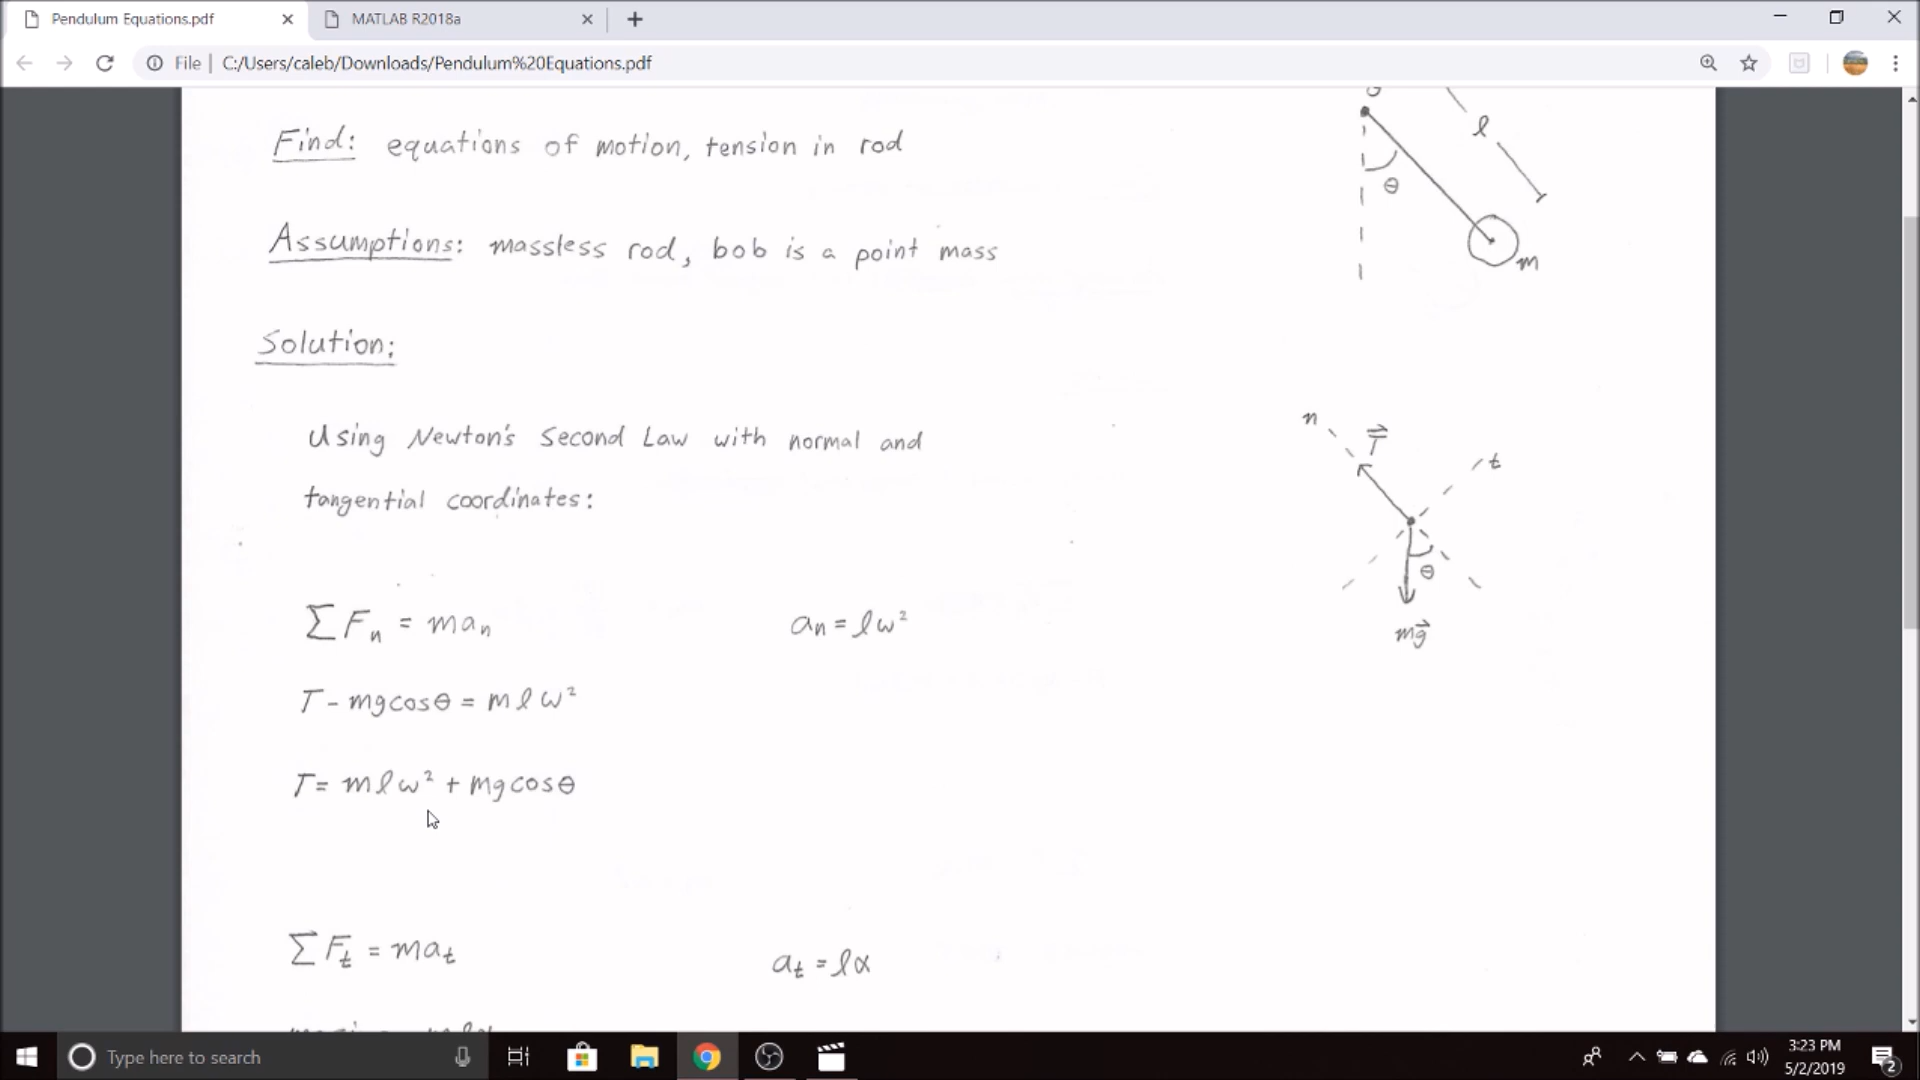 Pendulum Equations.pdf
MATLAB R2018a
File | C:/Users/caleb/Downloads/Pendulum%20Equations.pdf
Find: equations of motion, tension in rod
l
θ
m
Assumptions: massless rod, bob is a point mass
Solution:
Using Newton's Second Law with normal and
tangential coordinates:
n
T⃗
t
θ
mg⃗
∑Fₙ = maₙ
aₙ = lω²
T - mgcosθ = mlω²
T = mlω² + mgcosθ
∑Fₜ = maₜ
aₜ = lα
Type here to search
3:23 PM
5/2/2019
2